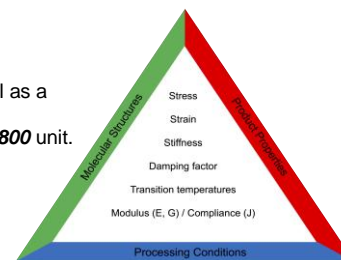 l as a
800 unit.
Molecular Structures
Product Properties
Stress
Strain
Stiffness
Damping factor
Transition temperatures
Modulus (E, G) / Compliance (J)
Processing Conditions